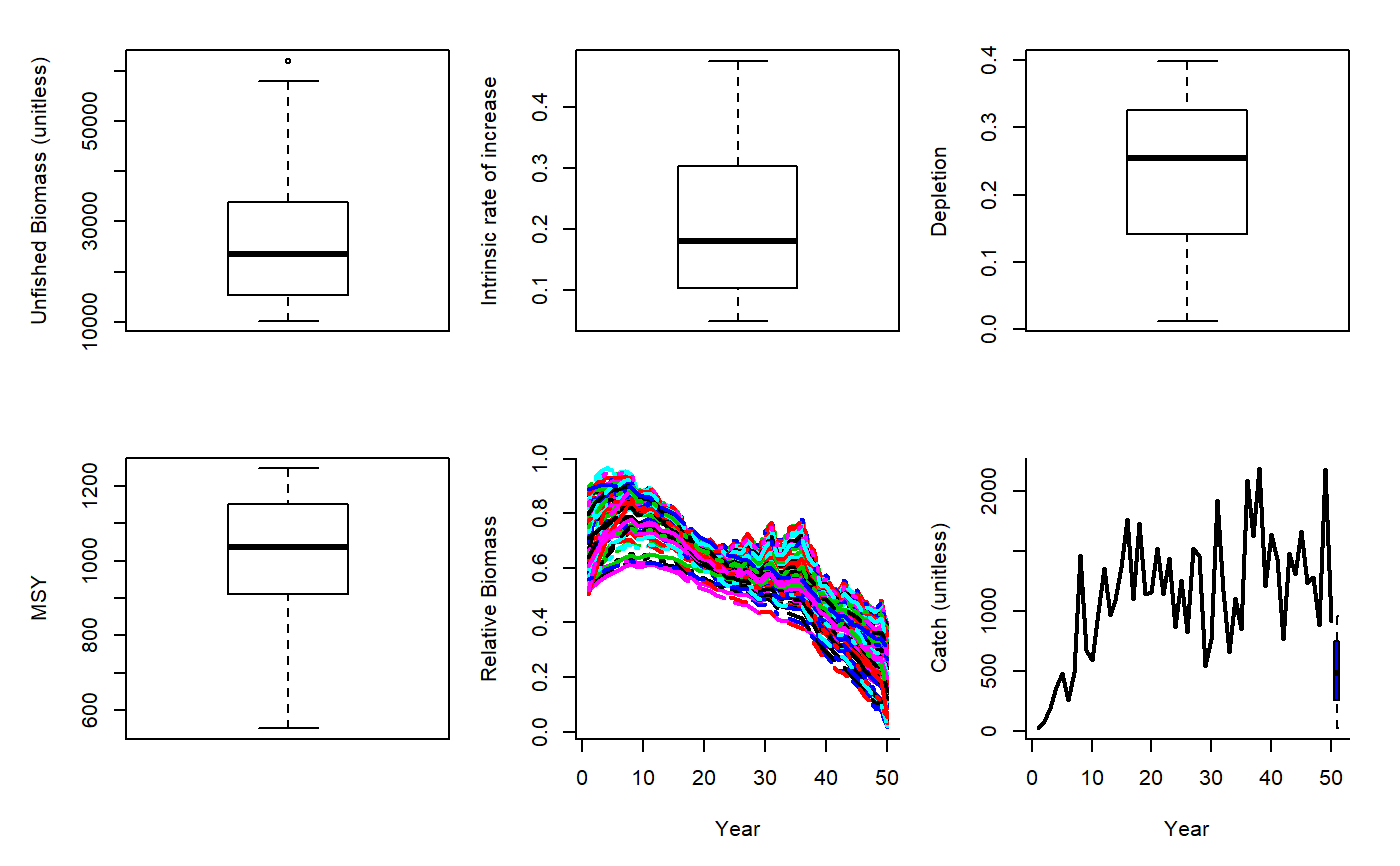 Unfished Biomass (unitless)
10000 30000 50000
Intrinsic rate of increase
0.1 0.2 0.3 0.4
Depletion
0.0 0.1 0.2 0.3 0.4
MSY
600 800 1000 1200
Relative Biomass
0.0 0.2 0.4 0.6 0.8 1.0
0 10 20 30 40 50
Year
Catch (unitless)
0 500 1000 2000
0 10 20 30 40 50
Year